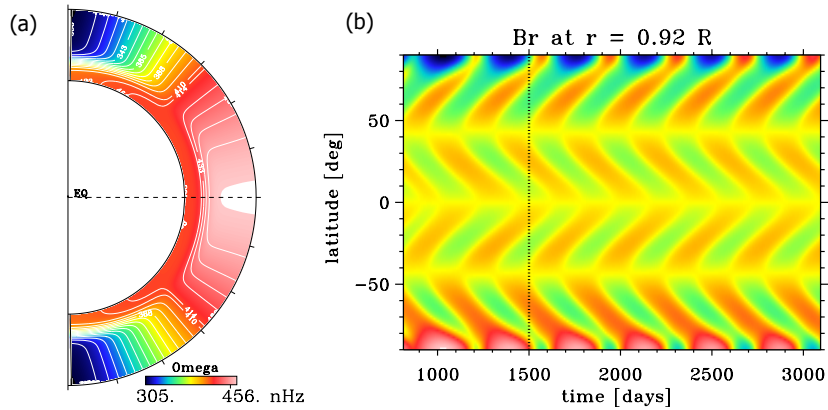 (a)
EQ
Omega
305. 456. nHz
(b)
Br at r = 0.92 R
latitude [deg]
50
0
−50
1000 1500 2000 2500 3000
time [days]